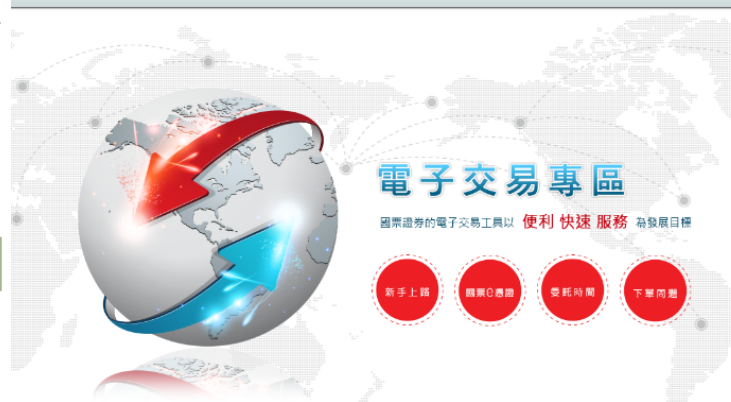 電子交易專區
國票證券的電子交易工具以 便利 快速 服務 為發展目標
新手上路 國票e憑證 委託時間 下單問題